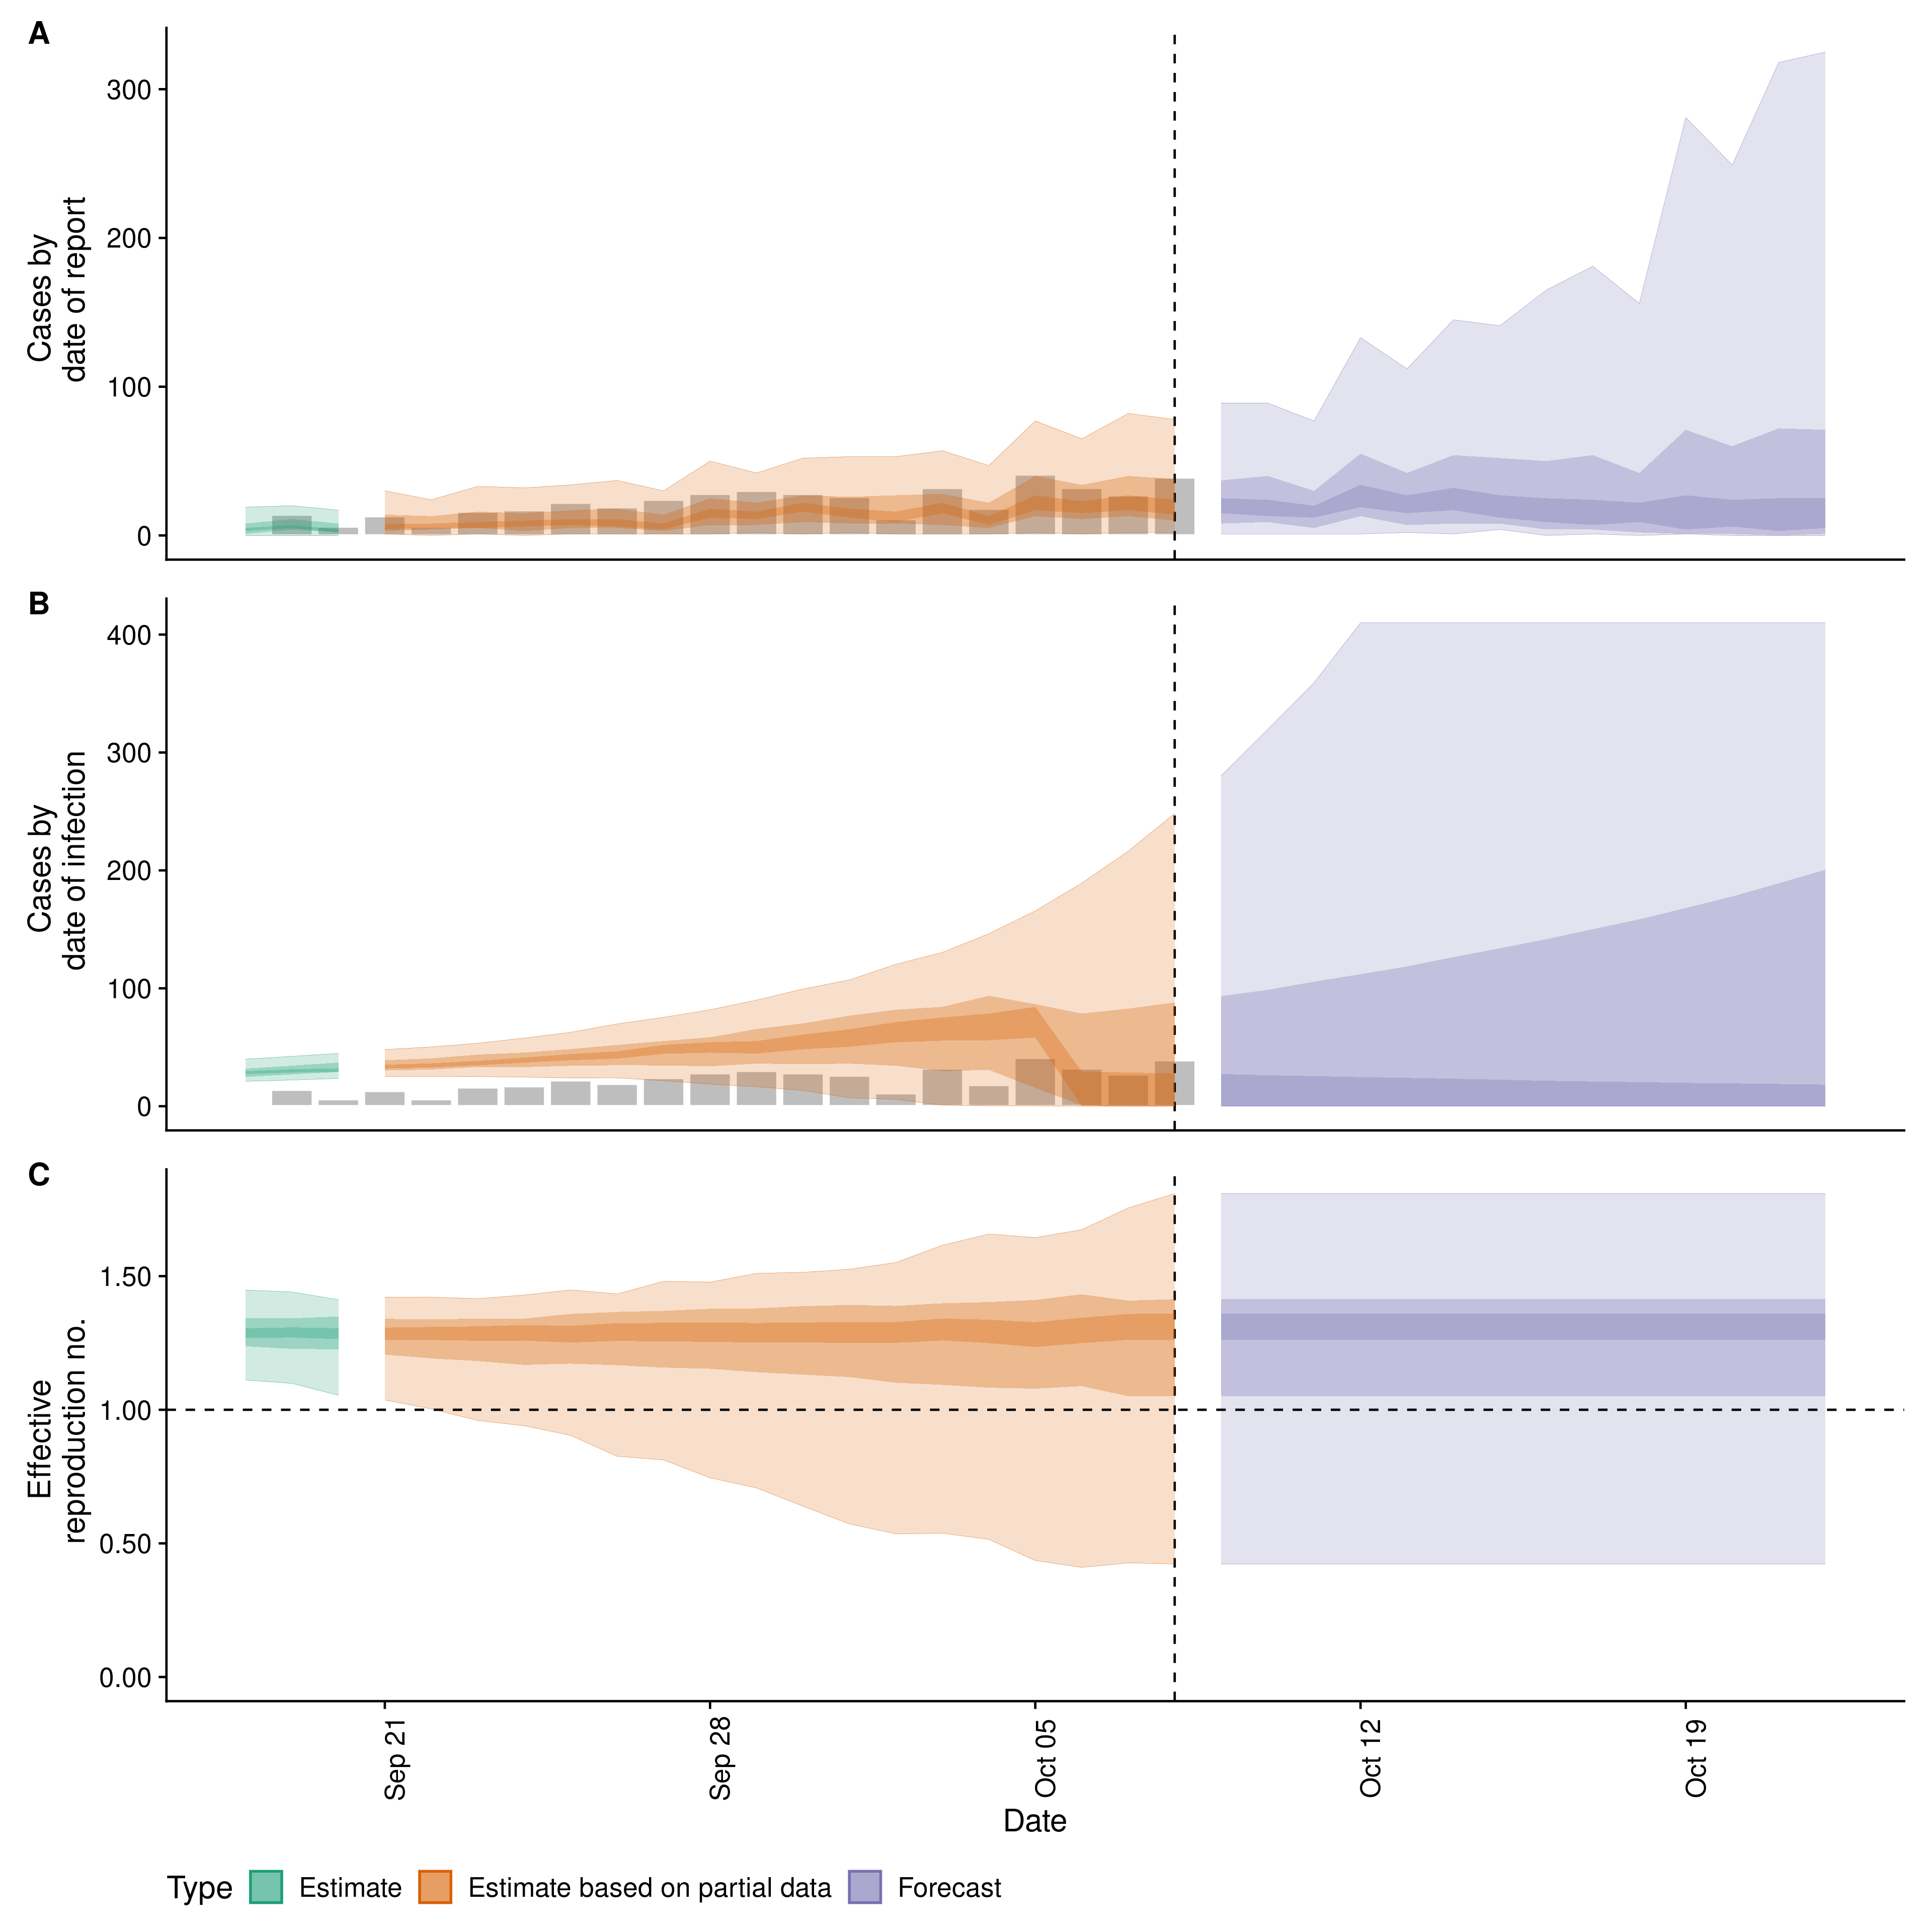 A
300
200
100
0
Cases by
date of report
B
400
300
200
100
0
Cases by
date of infection
C
1.50
1.00
0.50
0.00
Effective
reproduction no.
Sep 21
Sep 28
Oct 05
Oct 12
Oct 19
Date
Type Estimate Estimate based on partial data Forecast